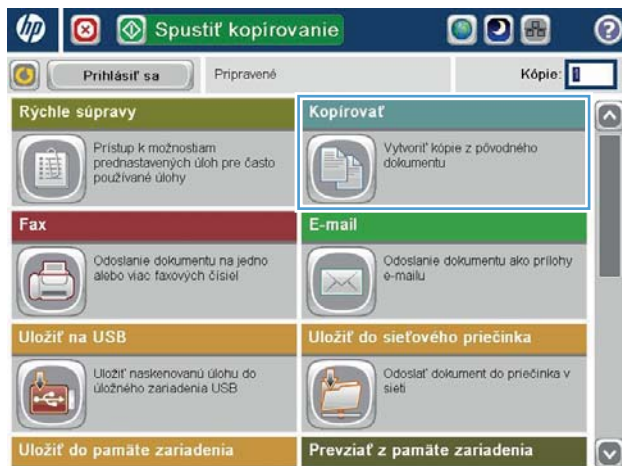 hp
Spustiť kopírovanie
?
Prihlásiť sa
Pripravené
Kópie: 1
Rýchle súpravy
Kopírovať
Prístup k možnostiam
prednastavených úloh pre často
používané úlohy
Vytvoriť kópie z pôvodného
dokumentu
Fax
E-mail
Odoslanie dokumentu na jedno
alebo viac faxových čísiel
Odoslanie dokumentu ako prílohy
e-mailu
Uložiť na USB
Uložiť do sieťového priečinka
Uložiť naskenovanú úlohu do
úložného zariadenia USB
Odoslať dokument do priečinka v
sieti
Uložiť do pamäte zariadenia
Prevziať z pamäte zariadenia